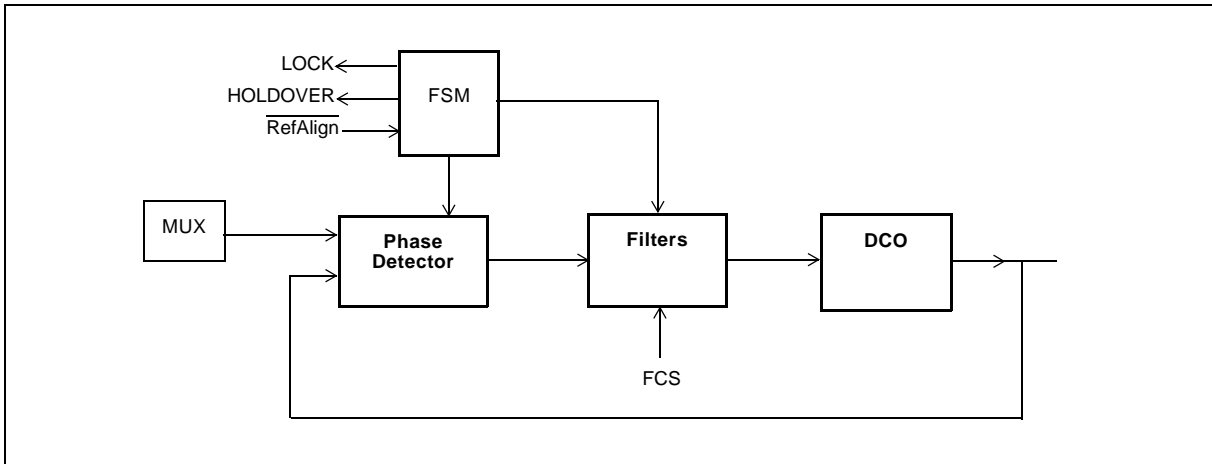 LOCK
HOLDOVER
FSM
RefAlign
MUX
Phase
Detector
Filters
DCO
FCS